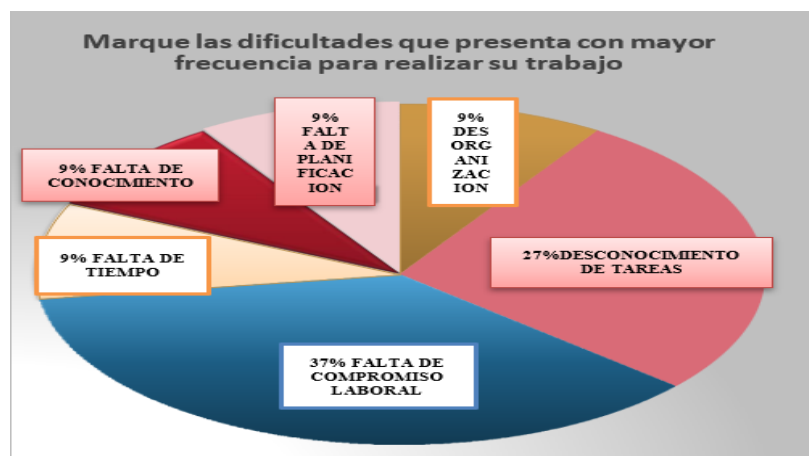 Marque las dificultades que presenta con mayor
frecuencia para realizar su trabajo
9%
FALT
A DE
PLANI
FICAC
ION
9%
DES
ORG
ANI
ZAC
ION
9% FALTA DE
CONOCIMIENTO
27%DESCONOCIMIENTO
DE TAREAS
9% FALTA DE
TIEMPO
37% FALTA DE
COMPROMISO
LABORAL